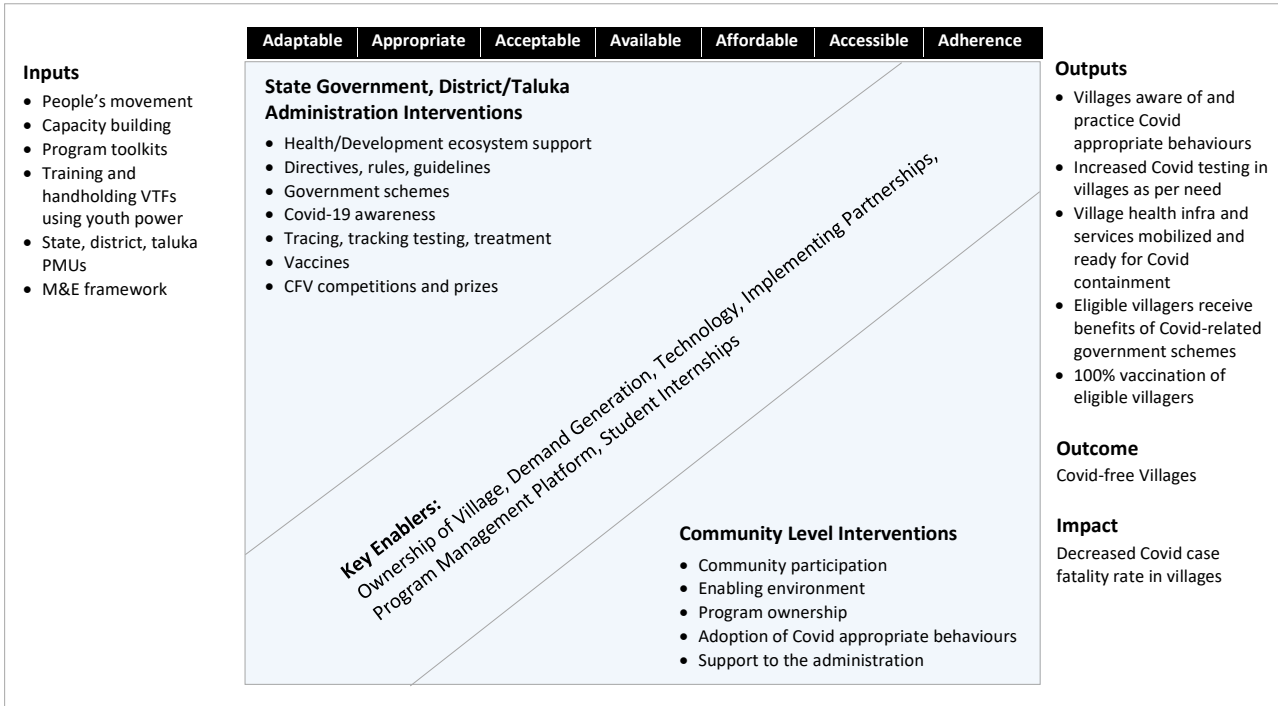 Adaptable Appropriate Acceptable Available Affordable Accessible Adherence
Inputs
• People's movement
• Capacity building
• Program toolkits
• Training and
handholding VTFs
using youth power
• State, district, taluka
PMUs
• M&E framework
State Government, District/Taluka
Administration Interventions
• Health/Development ecosystem support
• Directives, rules, guidelines
• Government schemes
• Covid-19 awareness
• Tracing, tracking testing, treatment
• Vaccines
• CFV competitions and prizes
Key Enablers:
Ownership of Village, Demand Generation, Technology, Implementing Partnerships,
Program Management Platform, Student Internships
Community Level Interventions
• Community participation
• Enabling environment
• Program ownership
• Adoption of Covid appropriate behaviours
• Support to the administration
Outputs
• Villages aware of and
practice Covid
appropriate behaviours
• Increased Covid testing in
villages as per need
• Village health infra and
services mobilized and
ready for Covid
containment
• Eligible villagers receive
benefits of Covid-related
government schemes
• 100% vaccination of
eligible villagers
Outcome
Covid-free Villages
Impact
Decreased Covid case
fatality rate in villages